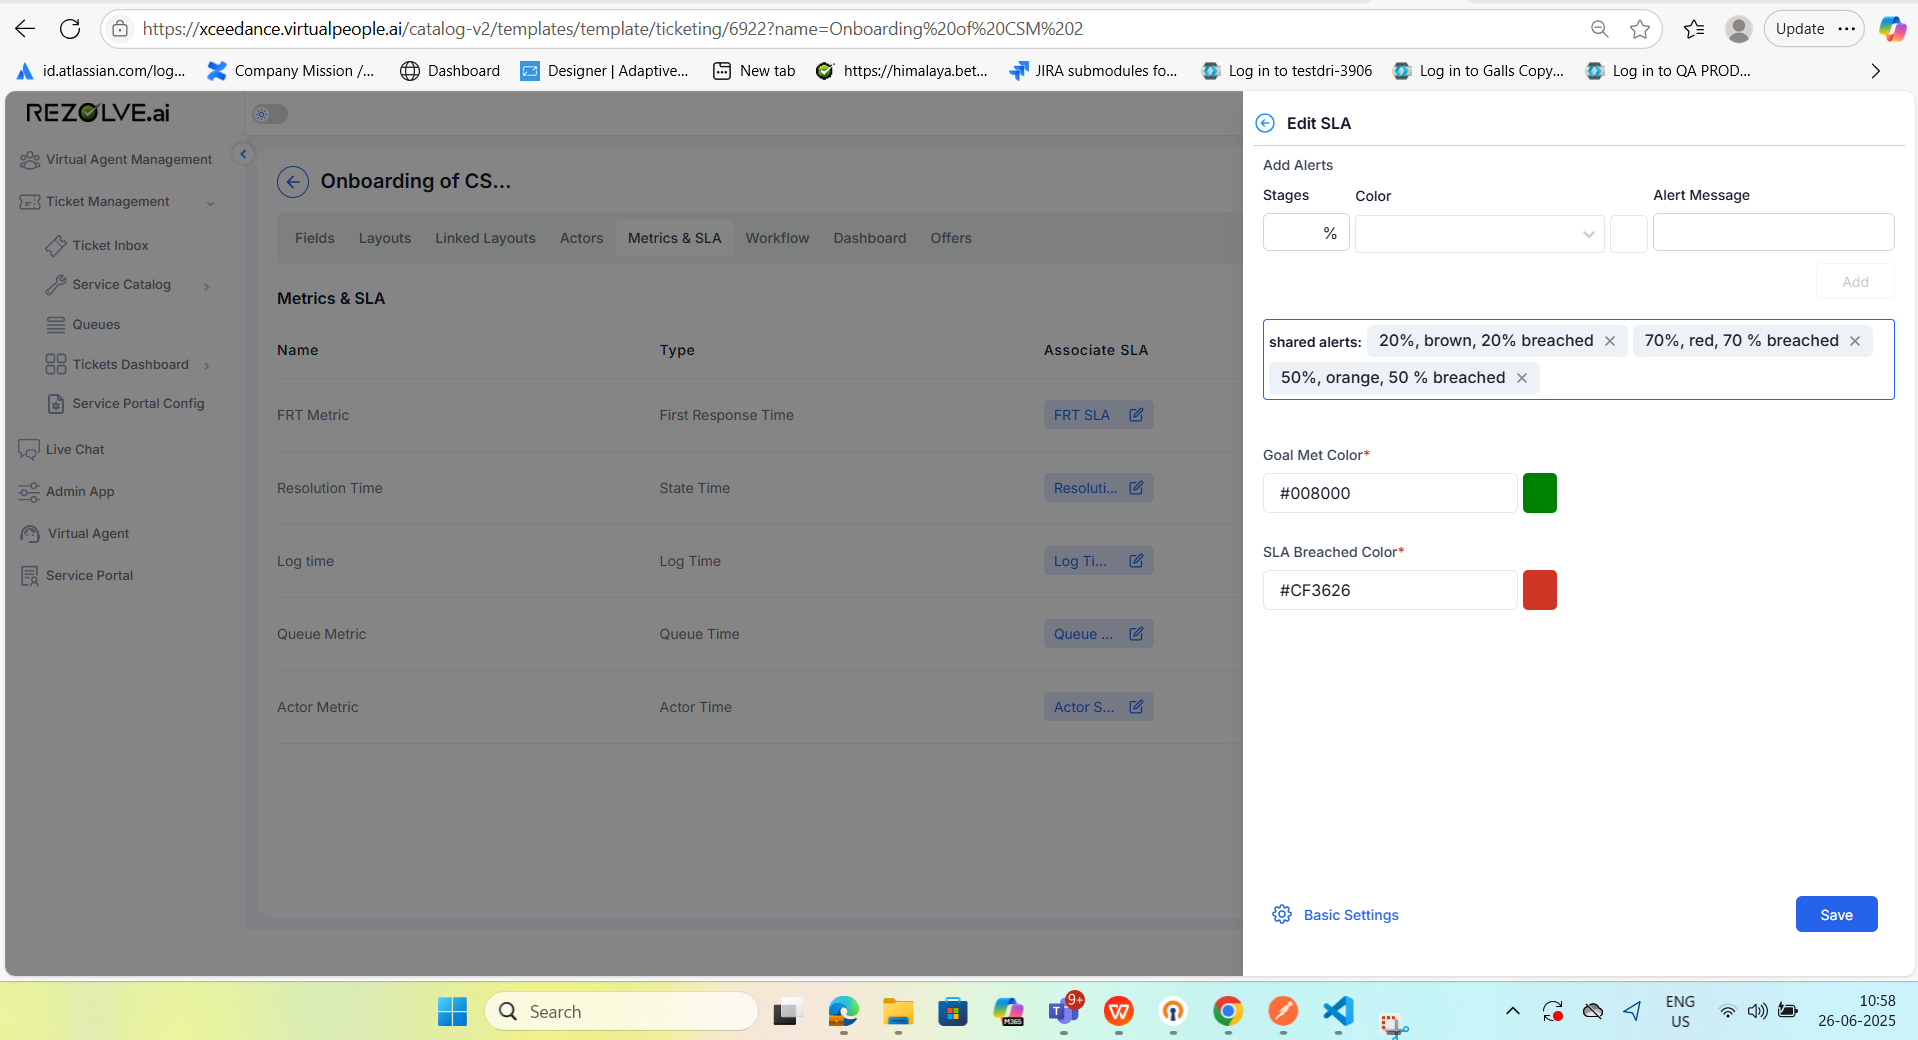 https://xceedance.virtualpeople.ai/catalog-v2/templates/template/ticketing/6922?name=Onboarding%20of%20CSM%202
Update
id.atlassian.com/log...
Company Mission /...
Dashboard
Designer | Adaptive...
New tab
https://himalaya.bet...
JIRA submodules fo...
Log in to testdri-3906
Log in to Galls Copy...
Log in to QA PROD...
REZOLVE.ai
Virtual Agent Management
Ticket Management
Ticket Inbox
Service Catalog
Queues
Tickets Dashboard
Service Portal Config
Live Chat
Admin App
Virtual Agent
Service Portal
Onboarding of CS...
Fields Layouts Linked Layouts Actors Metrics & SLA Workflow Dashboard Offers
Metrics & SLA
Name Type Associate SLA
FRT Metric First Response Time FRT SLA
Resolution Time State Time Resoluti...
Log time Log Time Log Ti...
Queue Metric Queue Time Queue ...
Actor Metric Actor Time Actor S...
Edit SLA
Add Alerts
Stages Color Alert Message
%
Add
shared alerts: 20%, brown, 20% breached 70%, red, 70 % breached
50%, orange, 50 % breached
Goal Met Color*
#008000
SLA Breached Color*
#CF3626
Basic Settings
Save
Search
M365
T
9+
W
ENG
US
10:58
26-06-2025